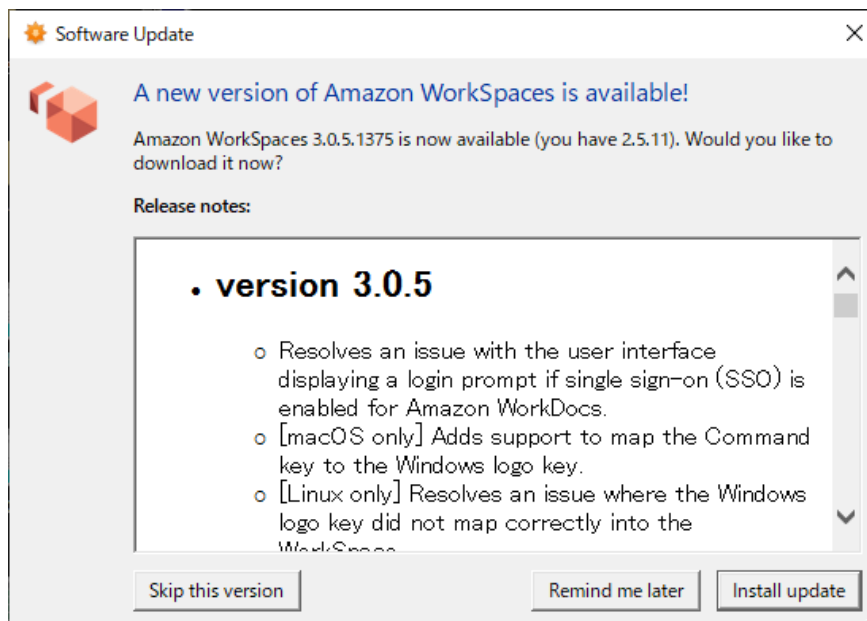 Software Update
A new version of Amazon WorkSpaces is available!
Amazon WorkSpaces 3.0.5.1375 is now available (you have 2.5.11). Would you like to
download it now?
Release notes:
• version 3.0.5
o Resolves an issue with the user interface
displaying a login prompt if single sign-on (SSO) is
enabled for Amazon WorkDocs.
o [macOS only] Adds support to map the Command
key to the Windows logo key.
o [Linux only] Resolves an issue where the Windows
logo key did not map correctly into the
WorkSpace.
Skip this version
Remind me later
Install update